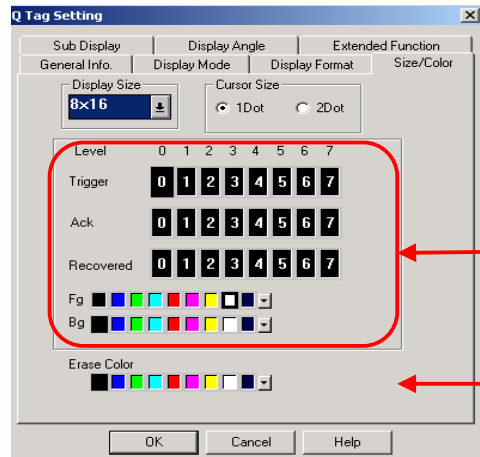 Q Tag Setting
Sub Display Display Angle Extended Function
General Info. Display Mode Display Format Size/Color
Display Size Cursor Size
8×16 1Dot 2Dot
Level 0 1 2 3 4 5 6 7
Trigger 0 1 2 3 4 5 6 7
Ack 0 1 2 3 4 5 6 7
Recovered 0 1 2 3 4 5 6 7
Fg
Bg
Erase Color
OK Cancel Help